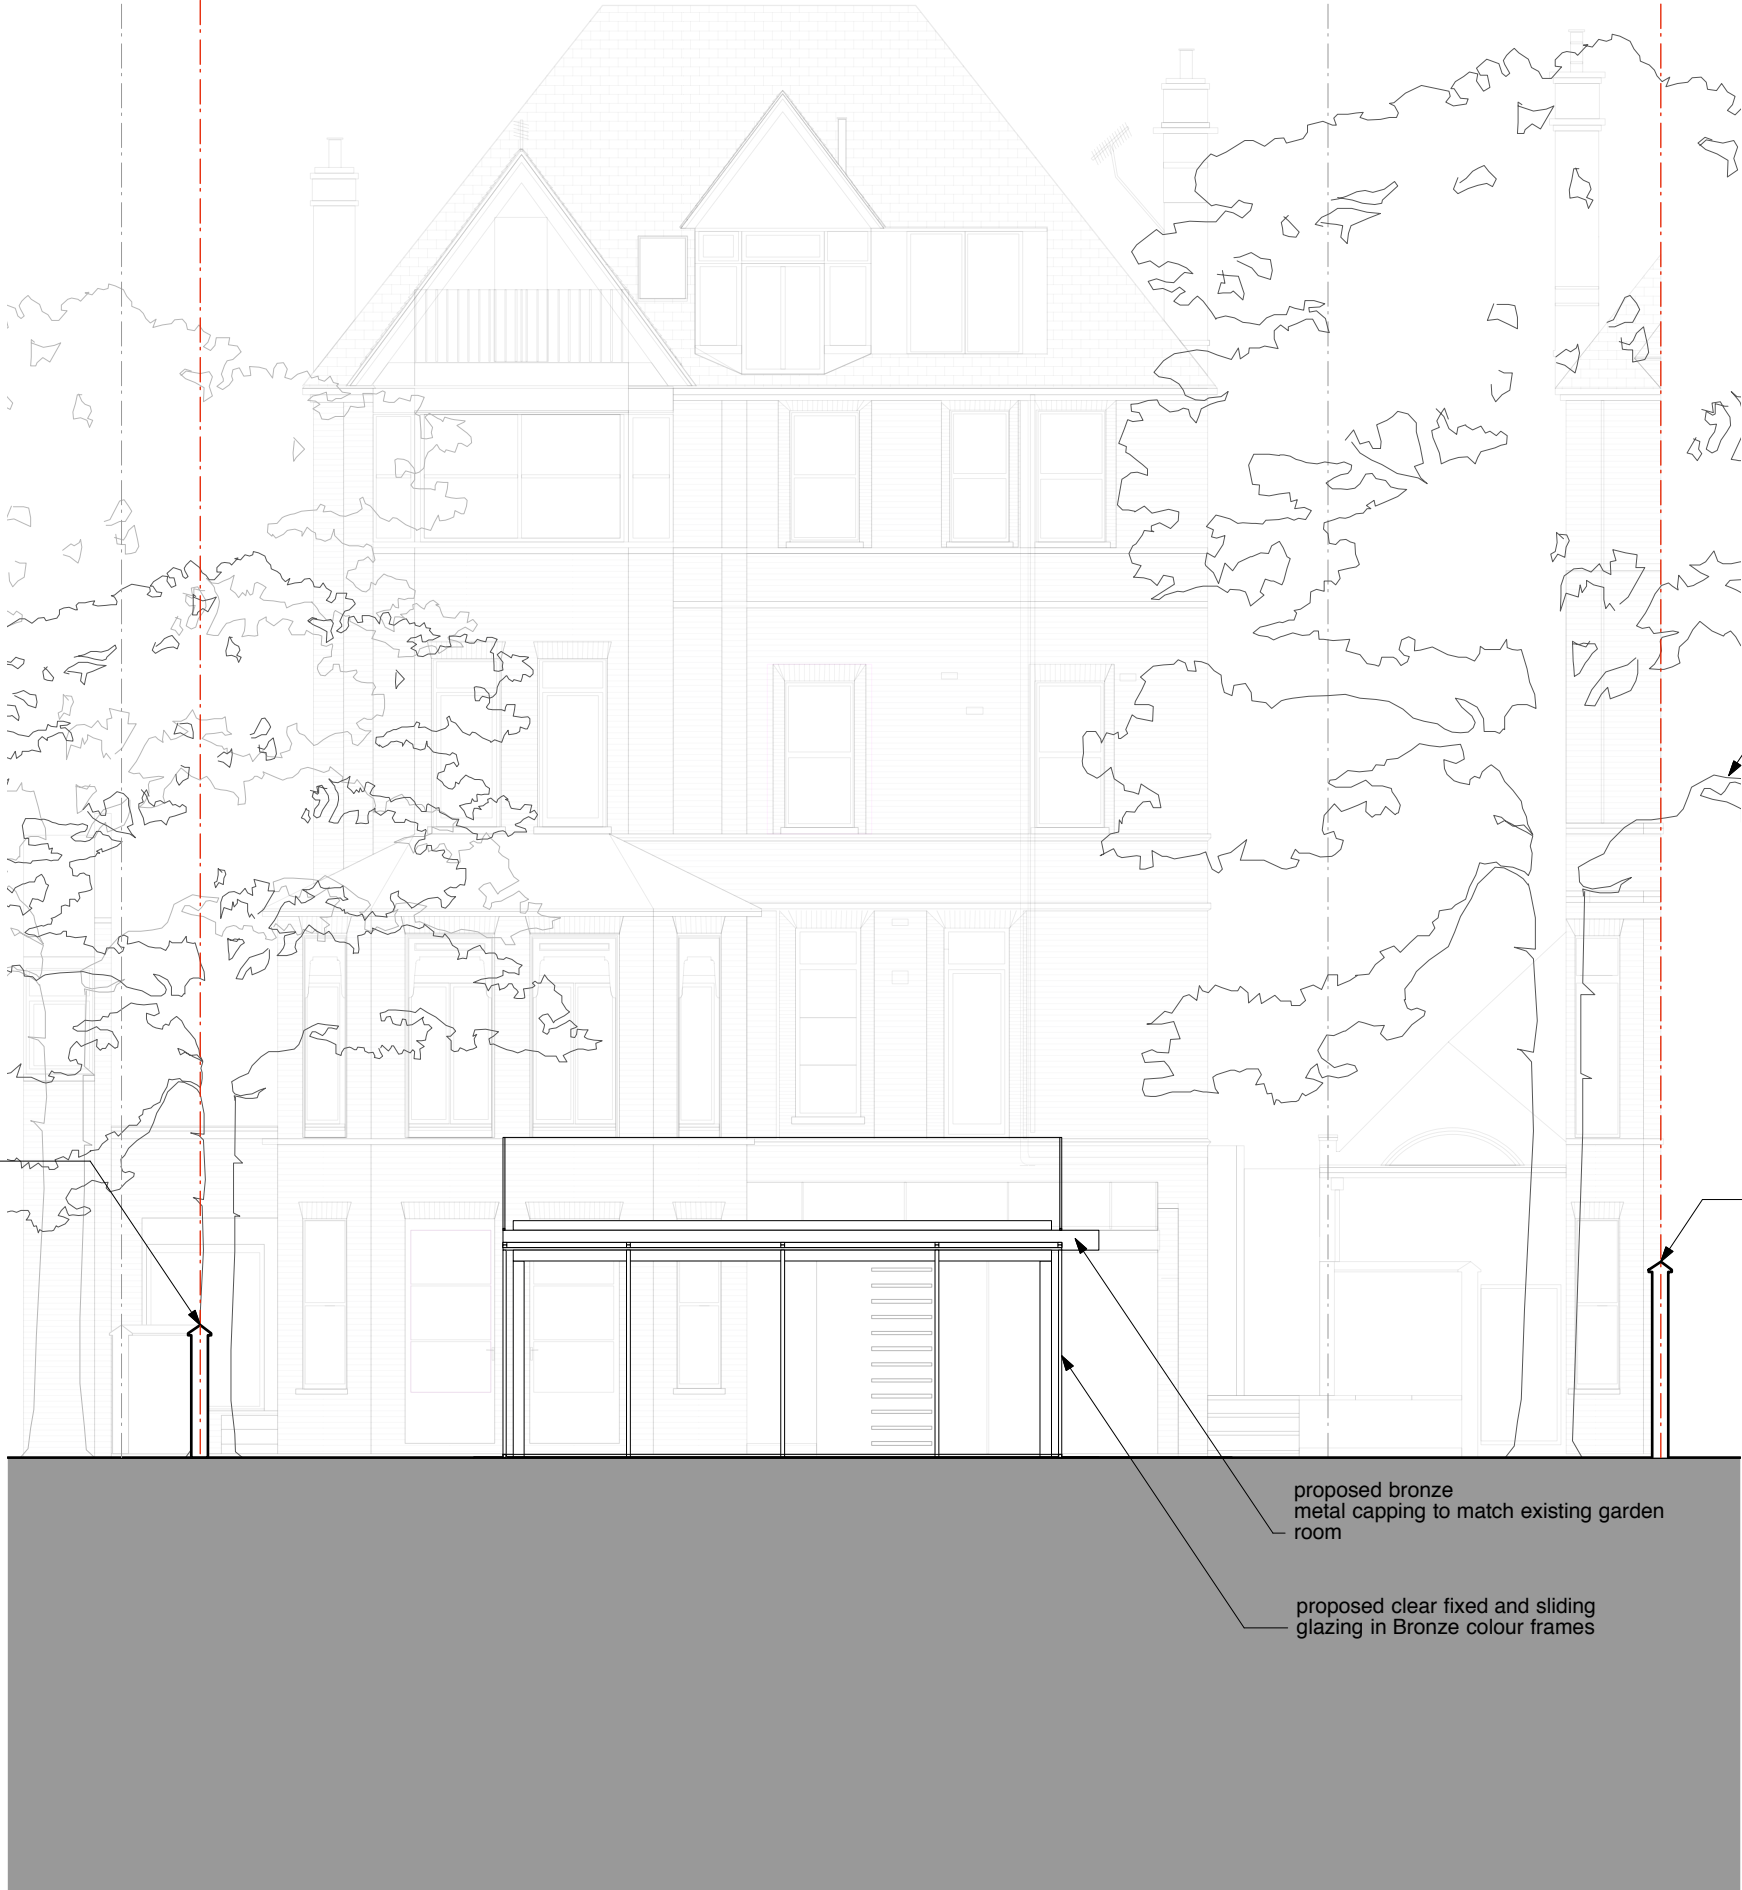 proposed bronze
metal capping to match existing garden
room
proposed clear fixed and sliding
glazing in Bronze colour frames